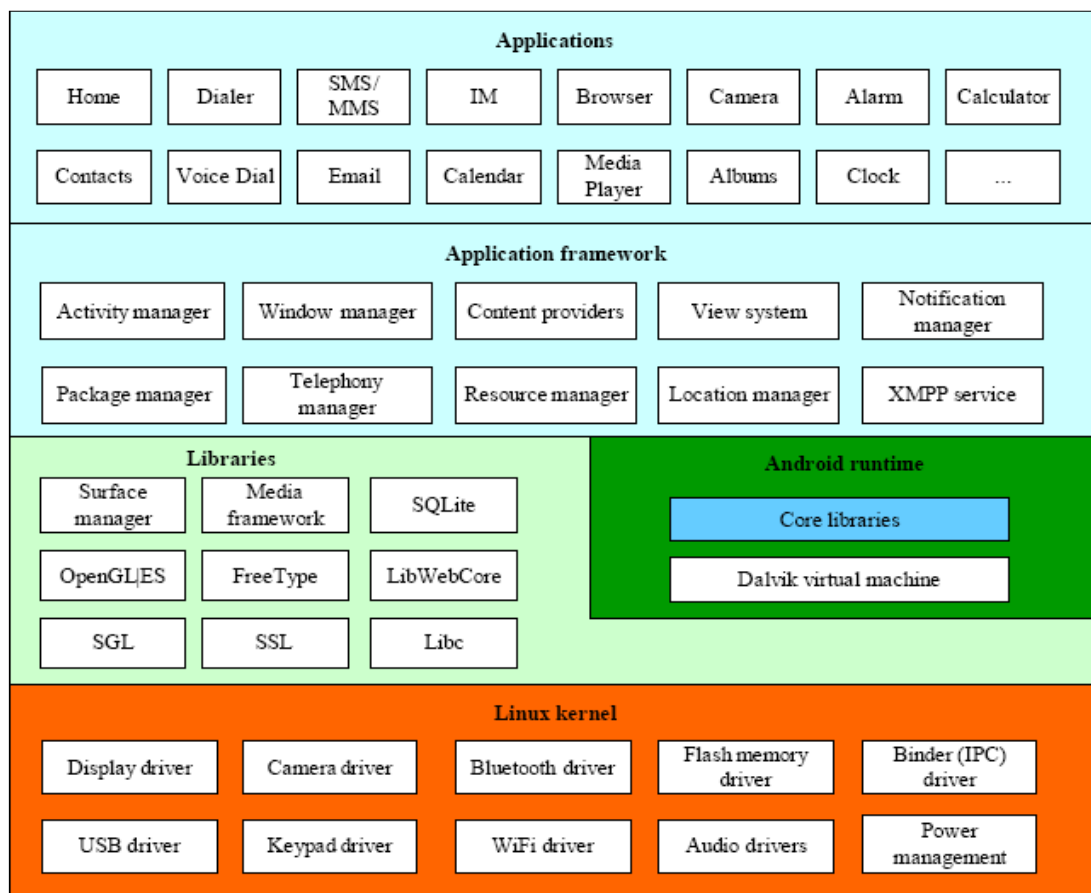 Applications
Home
Dialer
SMS/
MMS
IM
Browser
Camera
Alarm
Calculator
Contacts
Voice Dial
Email
Calendar
Media
Player
Albums
Clock
...
Application framework
Activity manager
Window manager
Content providers
View system
Notification
manager
Package manager
Telephony
manager
Resource manager
Location manager
XMPP service
Libraries
Surface
manager
Media
framework
SQLite
OpenGL|ES
FreeType
LibWebCore
SGL
SSL
Libc
Android runtime
Core libraries
Dalvik virtual machine
Linux kernel
Display driver
Camera driver
Bluetooth driver
Flash memory
driver
Binder (IPC)
driver
USB driver
Keypad driver
WiFi driver
Audio drivers
Power
management